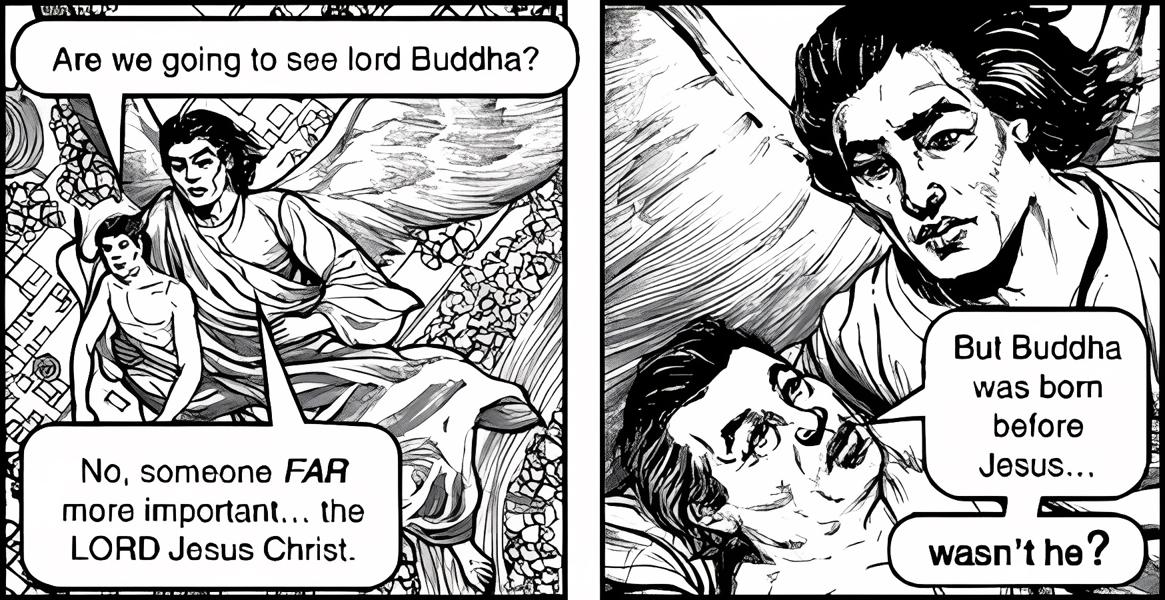 Are we going to see lord Buddha?
No, someone FAR
more important... the
LORD Jesus Christ.
But Buddha
was born
before
Jesus...
wasn't he?